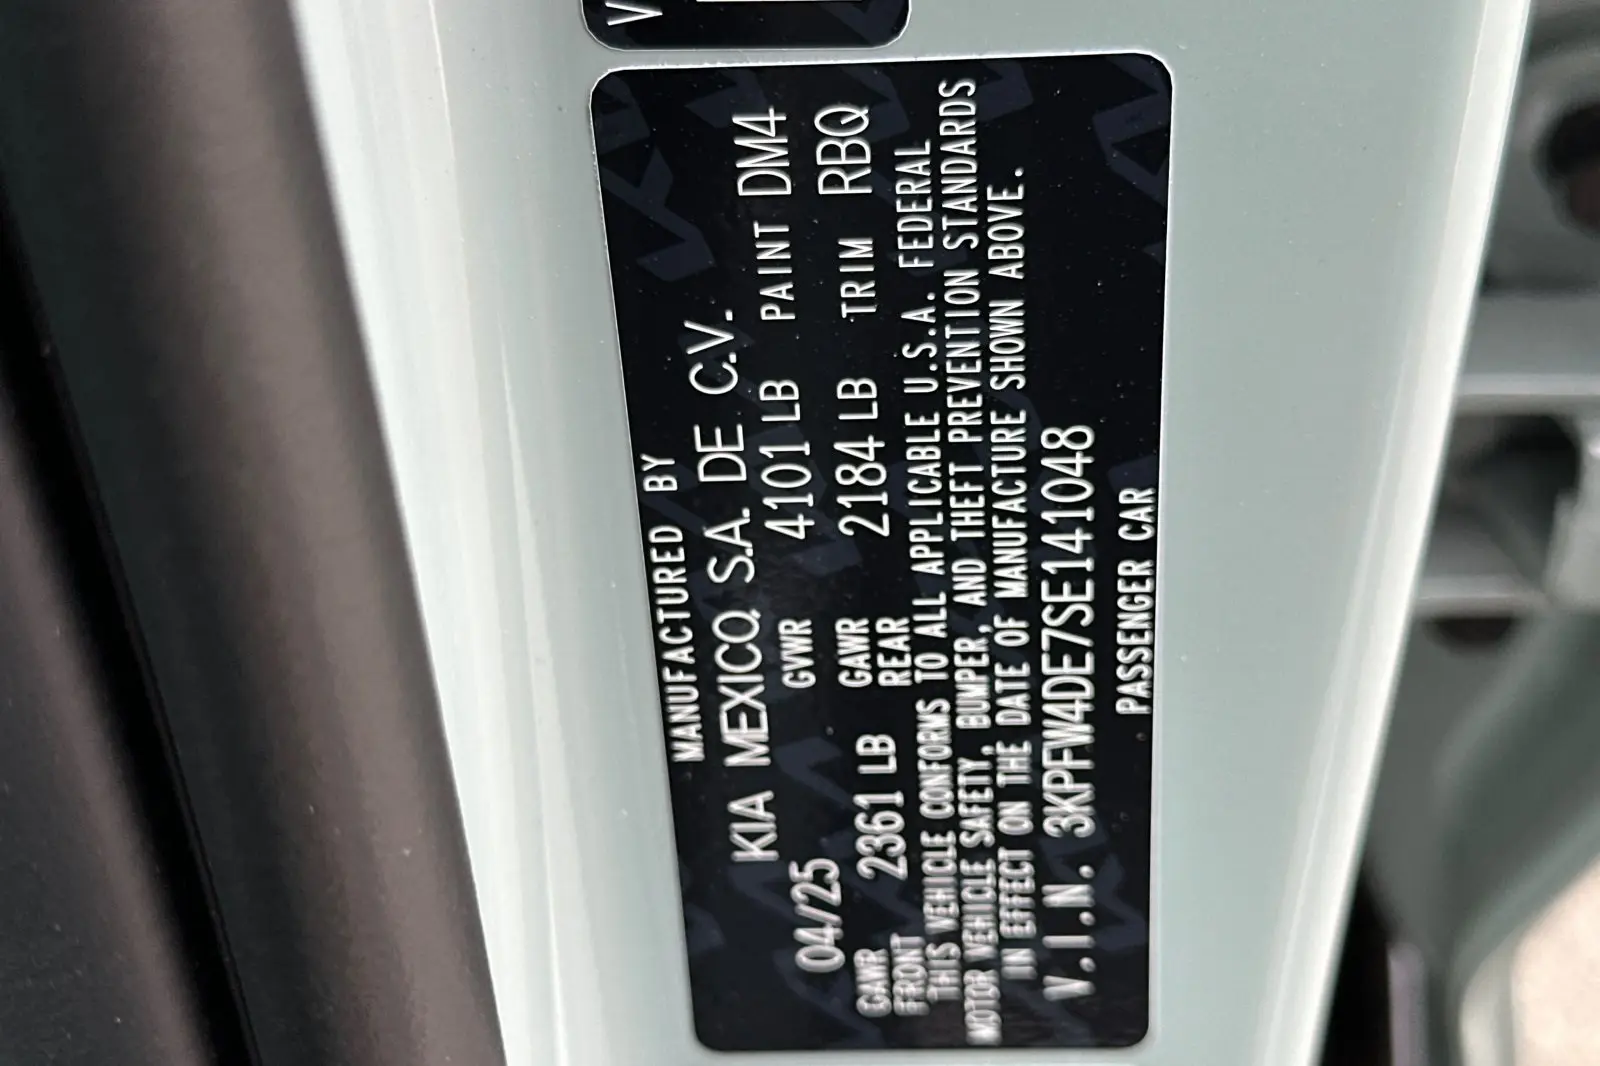 V
MANUFACTURED BY
KIA MEXICO, S.A. DE C.V.
04/25 GVWR 4101 LB PAINT DM4
GAWR FRONT 2361 LB GAWR REAR 2184 LB TRIM RBQ
THIS VEHICLE CONFORMS TO ALL APPLICABLE U.S.A. FEDERAL
MOTOR VEHICLE SAFETY, BUMPER, AND THEFT PREVENTION STANDARDS
IN EFFECT ON THE DATE OF MANUFACTURE SHOWN ABOVE.
V.I.N. 3KPFW4DE7SE141048
PASSENGER CAR